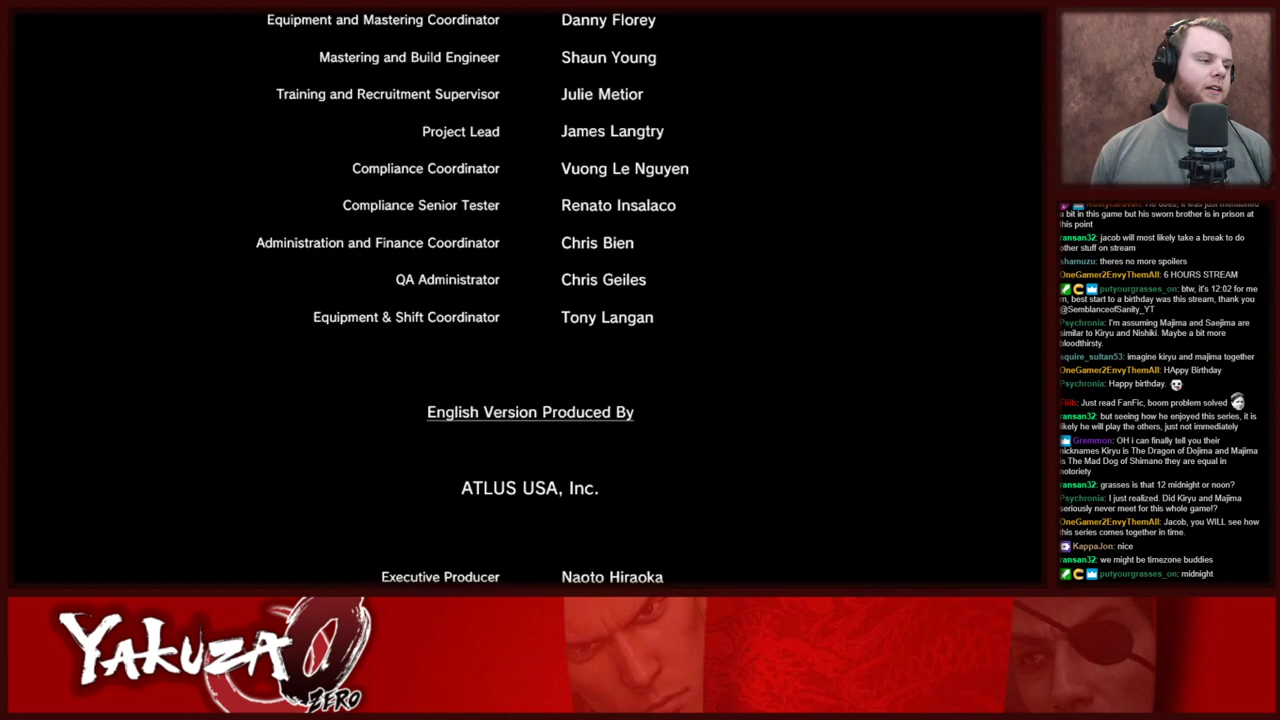 Equipment and Mastering Coordinator Danny Florey
Mastering and Build Engineer Shaun Young
Training and Recruitment Supervisor Julie Metior
Project Lead James Langtry
Compliance Coordinator Vuong Le Nguyen
Compliance Senior Tester Renato Insalaco
Administration and Finance Coordinator Chris Bien
QA Administrator Chris Geiles
Equipment & Shift Coordinator Tony Langan
English Version Produced By
ATLUS USA, Inc.
Executive Producer Naoto Hiraoka
He does, it was just mentioned
a bit in this game but his sworn brother is in prison at
this point
ransan32: jacob will most likely take a break to do
other stuff on stream
shamuzu: theres no more spoilers
OneGamer2EnvyThemAll: 6 HOURS STREAM
putyourgrasses_on: btw, it's 12:02 for me
rn, best start to a birthday was this stream, thank you
@SemblanceofSanity_YT
Psychronia: I'm assuming Majima and Saejima are
similar to Kiryu and Nishiki. Maybe a bit more
bloodthirsty.
squire_sultan53: imagine kiryu and majima together
OneGamer2EnvyThemAll: HAppy Birthday
Psychronia: Happy birthday.
Just read FanFic, boom problem solved
ransan32: but seeing how he enjoyed this series, it is
likely he will play the others, just not immediately
Gremmon: OH i can finally tell you their
nicknames Kiryu is The Dragon of Dojima and Majima
is The Mad Dog of Shimano they are equal in
notoriety
ransan32: grasses is that 12 midnight or noon?
Psychronia: I just realized. Did Kiryu and Majima
seriously never meet for this whole game!?
OneGamer2EnvyThemAll: Jacob, you WILL see how
this series comes together in time.
KappaJon: nice
ransan32: we might be timezone buddies
putyourgrasses_on: midnight
YAKUZA 0
ZERO